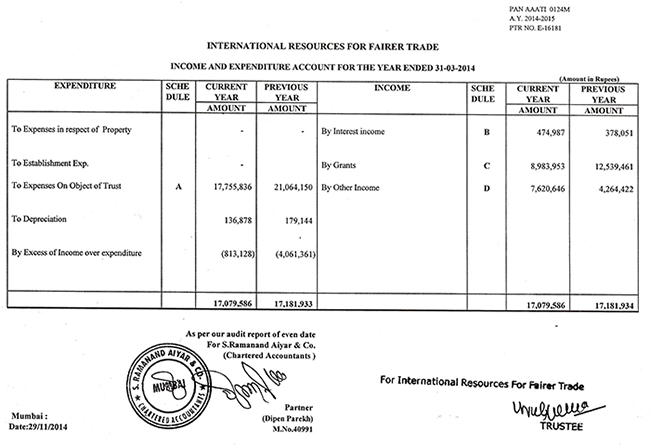 PAN AAATI 0124M
A.Y. 2014-2015
PTR NO. E-16181
INTERNATIONAL RESOURCES FOR FAIRER TRADE
INCOME AND EXPENDITURE ACCOUNT FOR THE YEAR ENDED 31-03-2014
(Amount in Rupees)
EXPENDITURE SCHE DULE CURRENT YEAR PREVIOUS YEAR INCOME SCHE DULE CURRENT YEAR PREVIOUS YEAR
AMOUNT AMOUNT AMOUNT AMOUNT
To Expenses in respect of Property - - By Interest income B 474,987 378,051
To Establishment Exp. - - By Grants C 8,983,953 12,539,461
To Expenses On Object of Trust A 17,755,836 21,064,150 By Other Income D 7,620,646 4,264,422
To Depreciation 136,878 179,144
By Excess of Income over expenditure (813,128) (4,061,361)
17,079,586 17,181,933 17,079,586 17,181,934
As per our audit report of even date
For S.Ramanand Aiyar & Co.
(Chartered Accountants )
S. RAMANAND AIYAR & CO.
MUMBAI
CHARTERED ACCOUNTANTS
For International Resources For Fairer Trade
Partner
(Dipen Parekh)
M.No.40991
Mumbai :
Date:29/11/2014
TRUSTEE